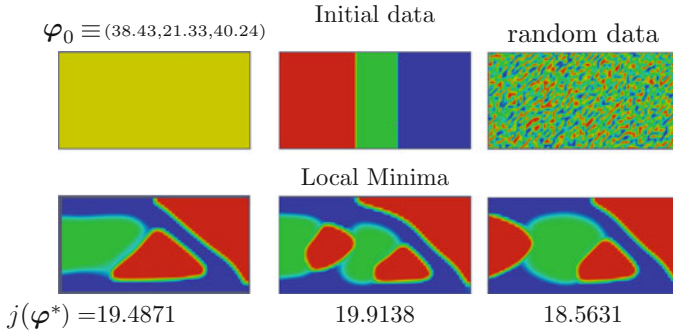 Initial data
φ₀ ≡(38.43,21.33,40.24)
random data
Local Minima
j(φ*) =19.4871 19.9138 18.5631